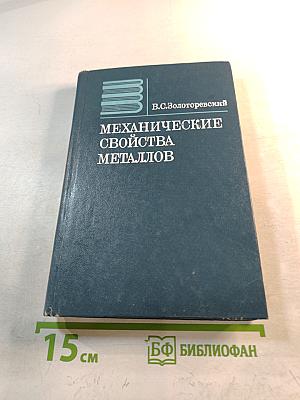 В.С.Золоторевский
МЕХАНИЧЕСКИЕ
СВОЙСТВА
МЕТАЛЛОВ
15 см
БФ БИБЛИОФАН